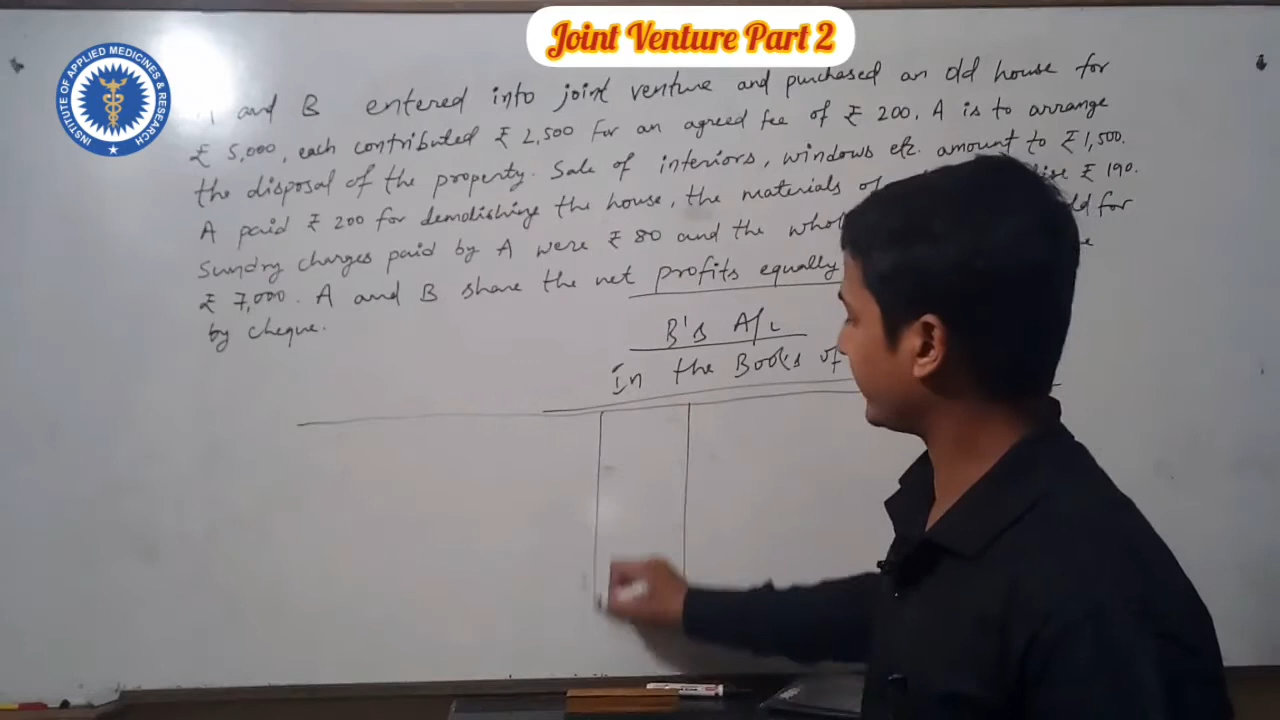 Joint Venture Part 2
INSTITUTE OF APPLIED MEDICINES & RESEARCH
and B entered into joint venture and purchased an old house for
₹ 5,000, each contributed ₹ 2,500 for an agreed fee of ₹ 200. A is to arrange
the disposal of the property. Sale of interiors, windows etc. amount to ₹ 1,500.
A paid ₹ 200 for demolishing the house, the materials of ₹ 190.
Sundry charges paid by A were ₹ 80 and the for
₹ 7,000. A and B share the net profits equally
by cheque.
B's A/c
In the Books of